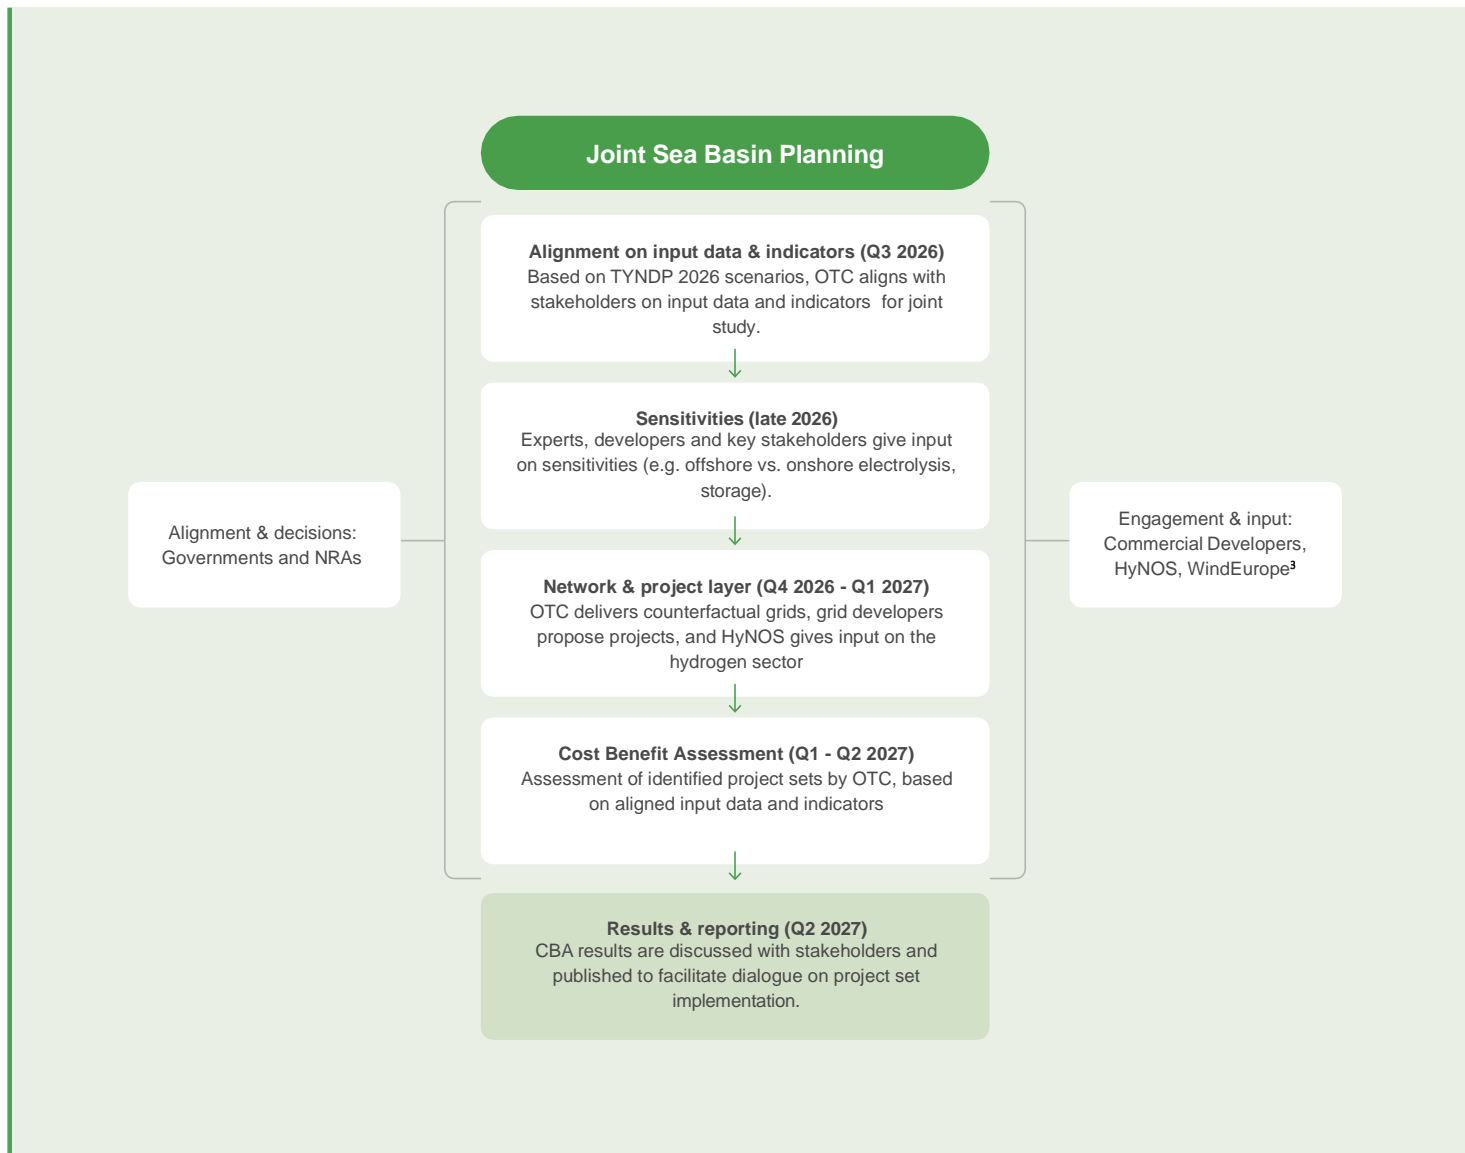 Joint Sea Basin Planning
Alignment on input data & indicators (Q3 2026)
Based on TYNDP 2026 scenarios, OTC aligns with
stakeholders on input data and indicators  for joint
study.
Sensitivities (late 2026)
Experts, developers and key stakeholders give input
on sensitivities (e.g. offshore vs. onshore electrolysis,
storage).
Alignment & decisions:
Governments and NRAs
Engagement & input:
Commercial Developers,
HyNOS, WindEurope³
Network & project layer (Q4 2026 - Q1 2027)
OTC delivers counterfactual grids, grid developers
propose projects, and HyNOS gives input on the
hydrogen sector
Cost Benefit Assessment (Q1 - Q2 2027)
Assessment of identified project sets by OTC, based
on aligned input data and indicators
Results & reporting (Q2 2027)
CBA results are discussed with stakeholders and
published to facilitate dialogue on project set
implementation.